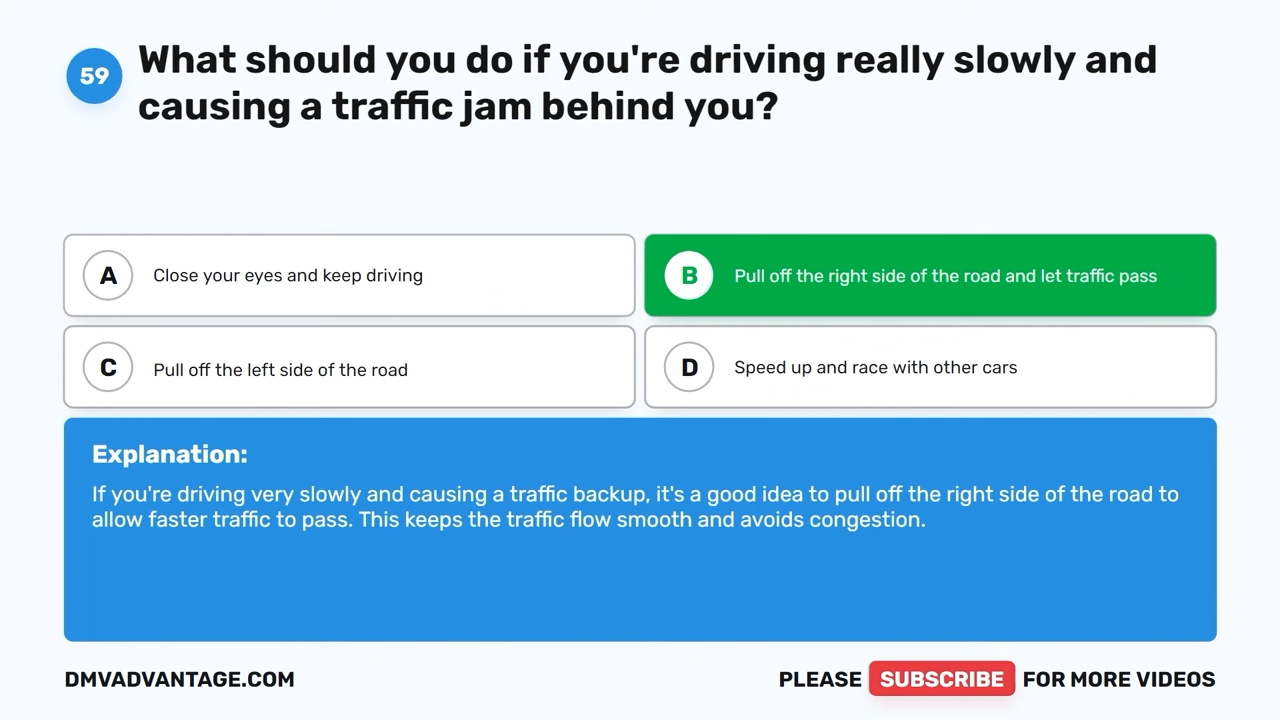 59
What should you do if you're driving really slowly and
causing a traffic jam behind you?
A
Close your eyes and keep driving
B
Pull off the right side of the road and let traffic pass
C
Pull off the left side of the road
D
Speed up and race with other cars
Explanation:
If you're driving very slowly and causing a traffic backup, it's a good idea to pull off the right side of the road to
allow faster traffic to pass. This keeps the traffic flow smooth and avoids congestion.
DMVADVANTAGE.COM
PLEASE SUBSCRIBE FOR MORE VIDEOS